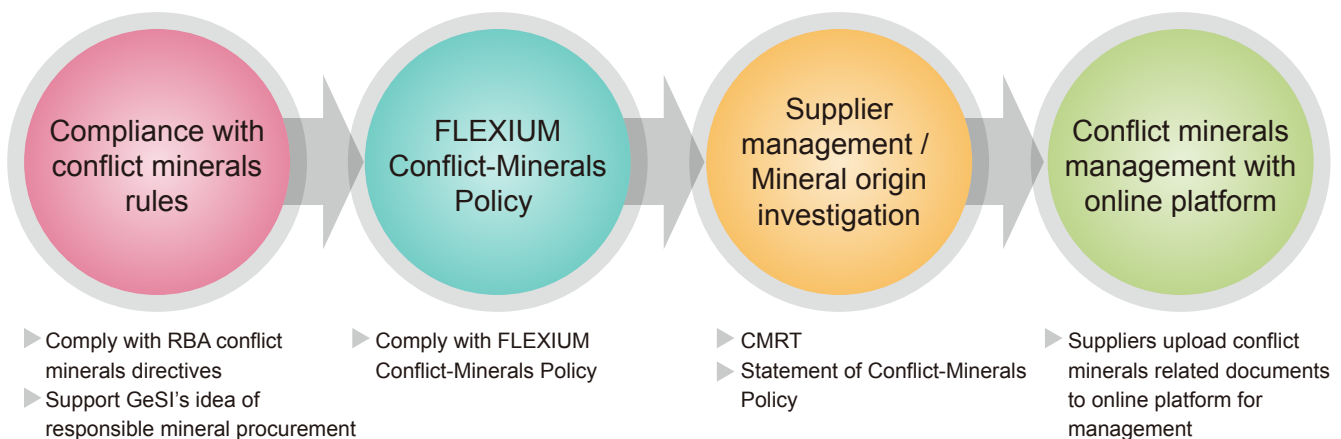 Compliance with
conflict minerals
rules
FLEXIUM
Conflict-Minerals
Policy
Supplier
management /
Mineral origin
investigation
Conflict minerals
management with
online platform
Comply with RBA conflict
minerals directives
Support GeSI's idea of
responsible mineral procurement
Comply with FLEXIUM
Conflict-Minerals Policy
CMRT
Statement of Conflict-Minerals
Policy
Suppliers upload conflict
minerals related documents
to online platform for
management